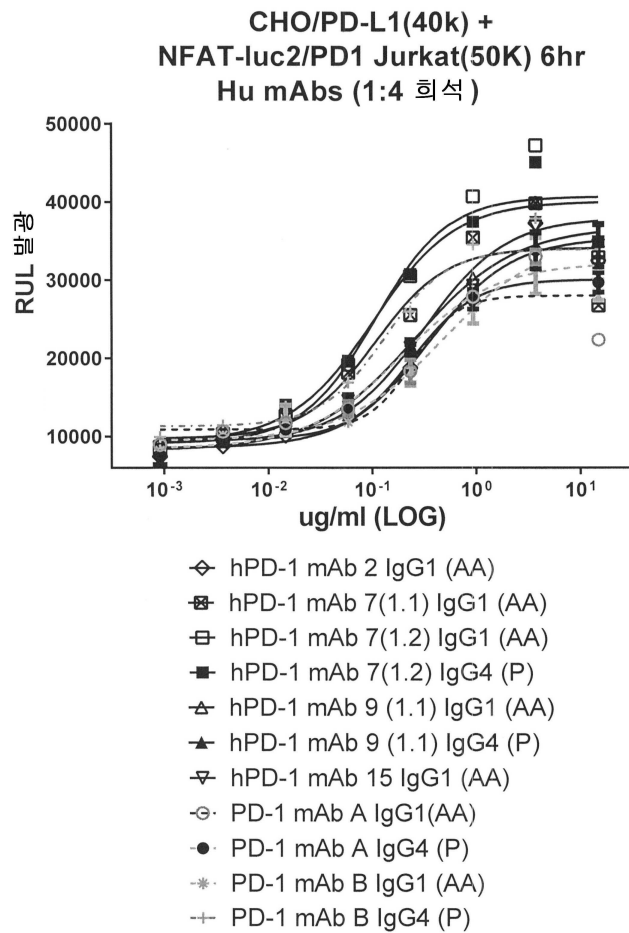 CHO/PD-L1(40k) +
NFAT-luc2/PD1 Jurkat(50K) 6hr
Hu mAbs (1:4 희석)
50000
40000
30000
20000
10000
RUL 발광
10-3
10-2
10-1
100
101
ug/ml (LOG)
hPD-1 mAb 2 IgG1 (AA)
hPD-1 mAb 7(1.1) IgG1 (AA)
hPD-1 mAb 7(1.2) IgG1 (AA)
hPD-1 mAb 7(1.2) IgG4 (P)
hPD-1 mAb 9 (1.1) IgG1 (AA)
hPD-1 mAb 9 (1.1) IgG4 (P)
hPD-1 mAb 15 IgG1 (AA)
PD-1 mAb A IgG1(AA)
PD-1 mAb A IgG4 (P)
PD-1 mAb B IgG1 (AA)
PD-1 mAb B IgG4 (P)